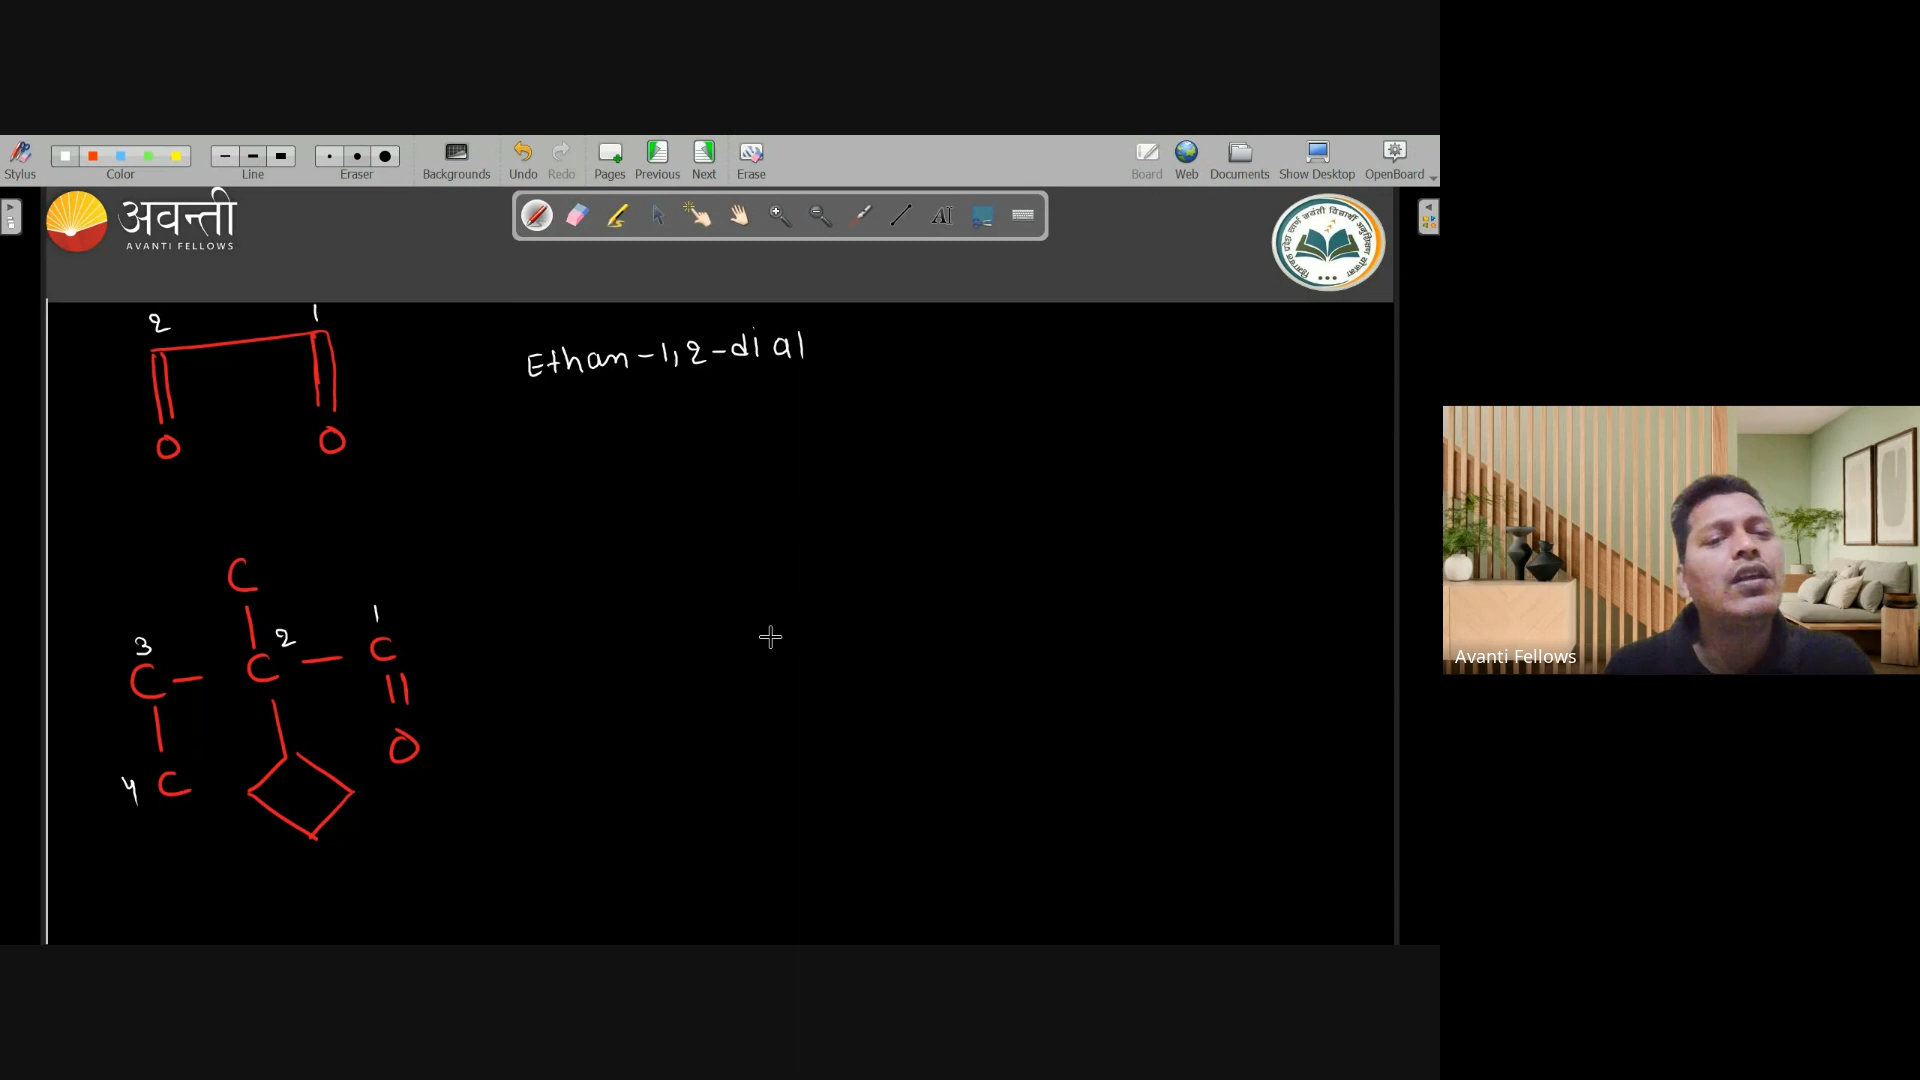 Stylus
Color
Line
Eraser
Backgrounds
Undo
Redo
Pages
Previous
Next
Erase
Board
Web
Documents
Show Desktop
OpenBoard
अवन्ती
AVANTI FELLOWS
2 1
Ethan-1,2-dial
O O
C
3 2 1
C C C
O
4 C
Avanti Fellows